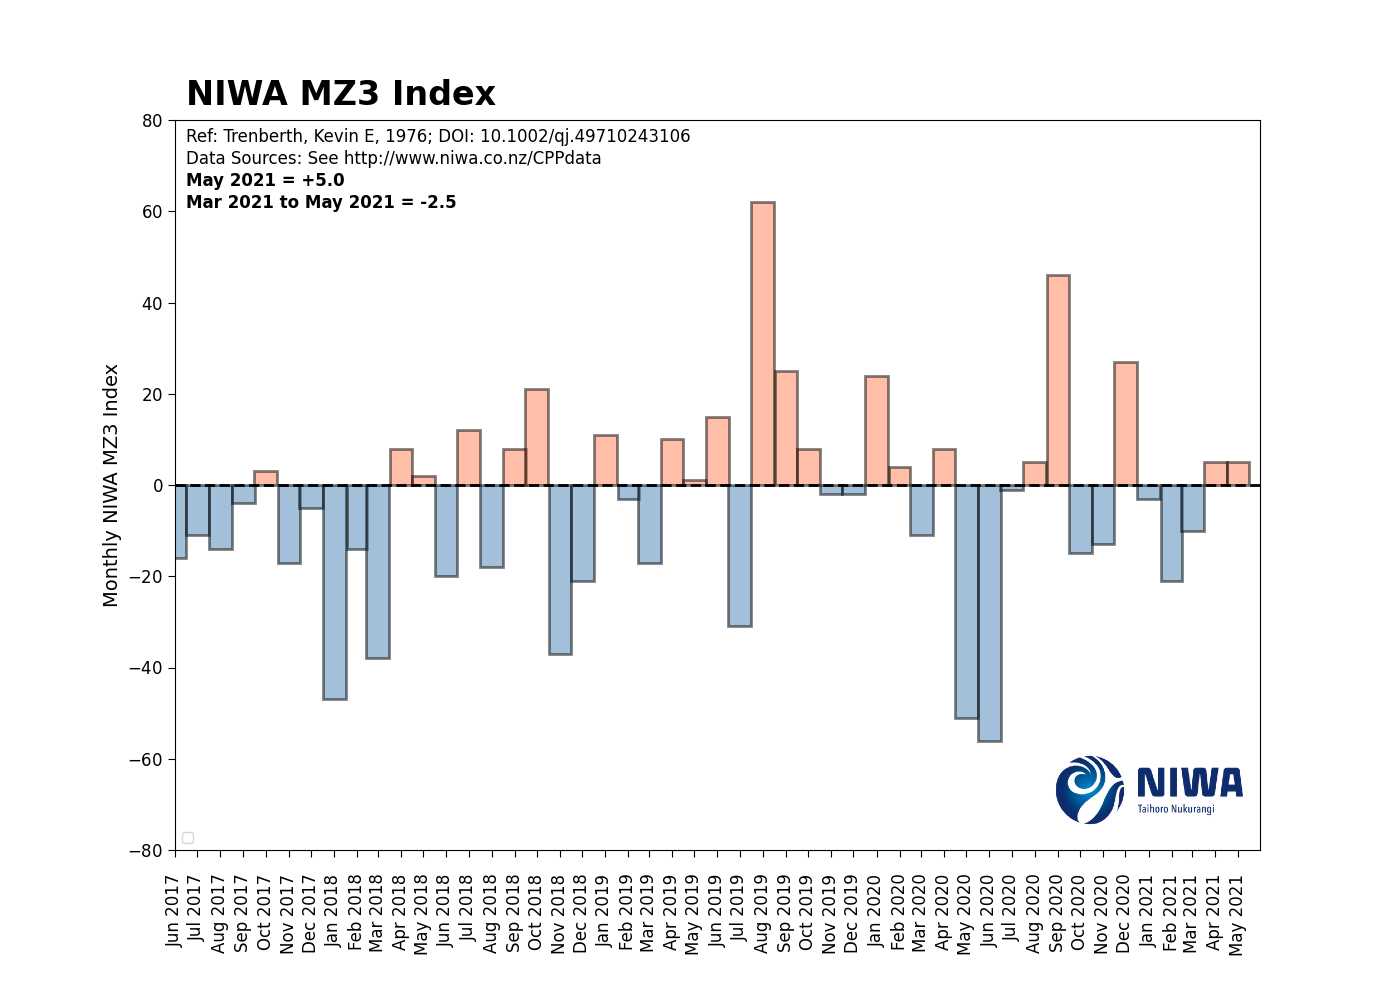 NIWA MZ3 Index
Ref: Trenberth, Kevin E, 1976; DOI: 10.1002/qj.49710243106
Data Sources: See http://www.niwa.co.nz/CPPdata
May 2021 = +5.0
Mar 2021 to May 2021 = -2.5
Monthly NIWA MZ3 Index
80
60
40
20
0
−20
−40
−60
−80
NIWA
Taihoro Nukurangi
Jun 2017
Jul 2017
Aug 2017
Sep 2017
Oct 2017
Nov 2017
Dec 2017
Jan 2018
Feb 2018
Mar 2018
Apr 2018
May 2018
Jun 2018
Jul 2018
Aug 2018
Sep 2018
Oct 2018
Nov 2018
Dec 2018
Jan 2019
Feb 2019
Mar 2019
Apr 2019
May 2019
Jun 2019
Jul 2019
Aug 2019
Sep 2019
Oct 2019
Nov 2019
Dec 2019
Jan 2020
Feb 2020
Mar 2020
Apr 2020
May 2020
Jun 2020
Jul 2020
Aug 2020
Sep 2020
Oct 2020
Nov 2020
Dec 2020
Jan 2021
Feb 2021
Mar 2021
Apr 2021
May 2021